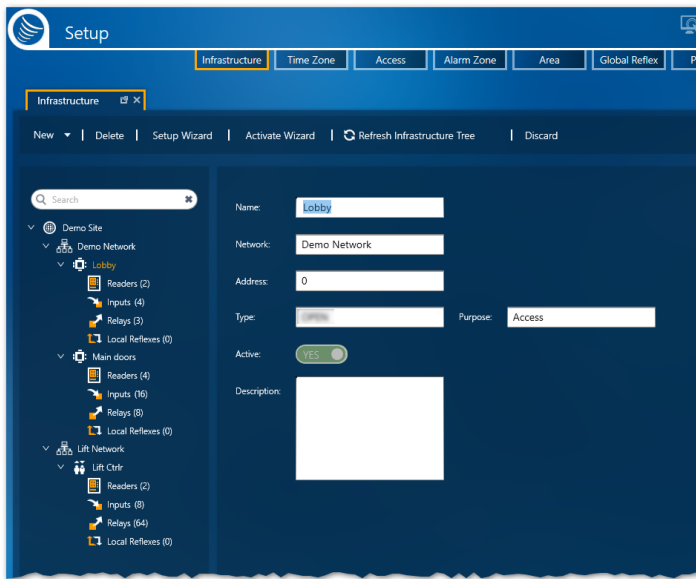 Setup
Infrastructure Time Zone Access Alarm Zone Area Global Reflex
Infrastructure
New Delete Setup Wizard Activate Wizard Refresh Infrastructure Tree Discard
Search
Demo Site
Demo Network
Lobby
Readers (2)
Inputs (4)
Relays (3)
Local Reflexes (0)
Main doors
Readers (4)
Inputs (16)
Relays (8)
Local Reflexes (0)
Lift Network
Lift Ctrlr
Readers (2)
Inputs (8)
Relays (64)
Local Reflexes (0)
Name: Lobby
Network: Demo Network
Address: 0
Type: Purpose: Access
Active: YES
Description: